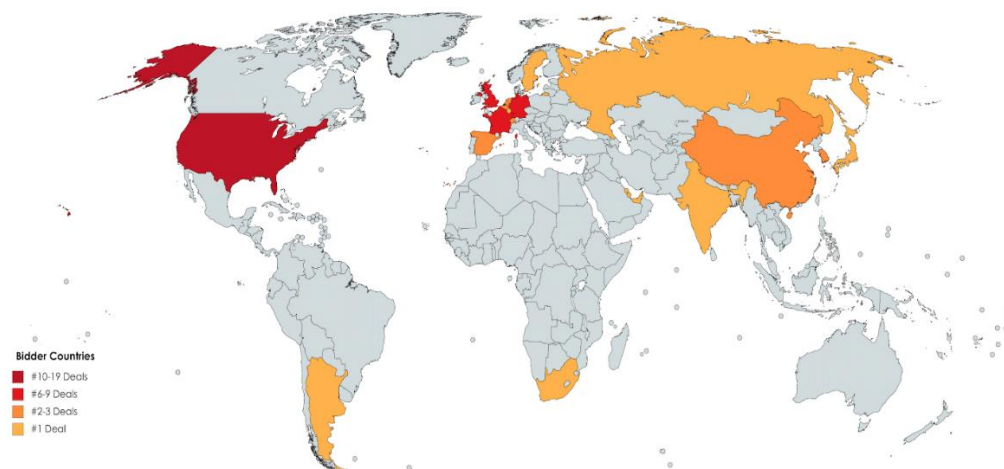 Bidder Countries
#10-19 Deals
#6-9 Deals
#2-3 Deals
#1 Deal